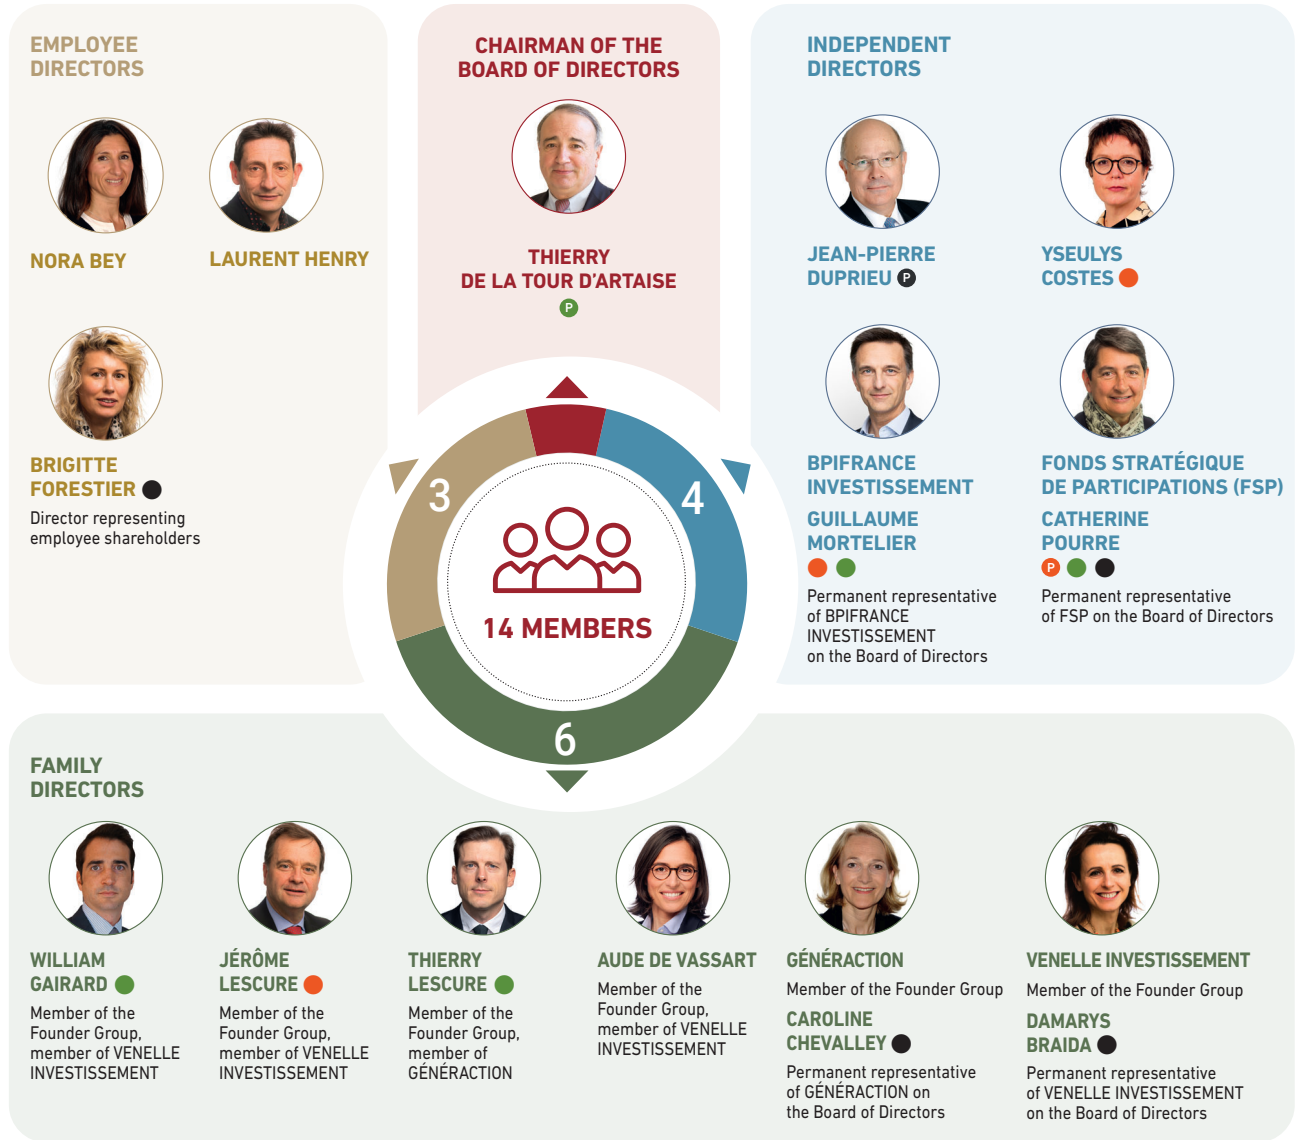 EMPLOYEE
DIRECTORS
NORA BEY
LAURENT HENRY
BRIGITTE
FORESTIER
Director representing
employee shareholders
CHAIRMAN OF THE
BOARD OF DIRECTORS
THIERRY
DE LA TOUR D'ARTAISE
P
INDEPENDENT
DIRECTORS
JEAN-PIERRE
DUPRIEU P
YSEULYS
COSTES
BPIFRANCE
INVESTISSEMENT
GUILLAUME
MORTELIER
Permanent representative
of BPIFRANCE
INVESTISSEMENT
on the Board of Directors
FONDS STRATÉGIQUE
DE PARTICIPATIONS (FSP)
CATHERINE
POURRE
P
Permanent representative
of FSP on the Board of Directors
3
4
14 MEMBERS
6
FAMILY
DIRECTORS
WILLIAM
GAIRARD
Member of the
Founder Group,
member of VENELLE
INVESTISSEMENT
JÉRÔME
LESCURE
Member of the
Founder Group,
member of VENELLE
INVESTISSEMENT
THIERRY
LESCURE
Member of the
Founder Group,
member of
GÉNÉRACTION
AUDE DE VASSART
Member of the
Founder Group,
member of VENELLE
INVESTISSEMENT
GÉNÉRACTION
Member of the Founder Group
CAROLINE
CHEVALLEY
Permanent representative
of GÉNÉRACTION on
the Board of Directors
VENELLE INVESTISSEMENT
Member of the Founder Group
DAMARYS
BRAIDA
Permanent representative
of VENELLE INVESTISSEMENT
on the Board of Directors